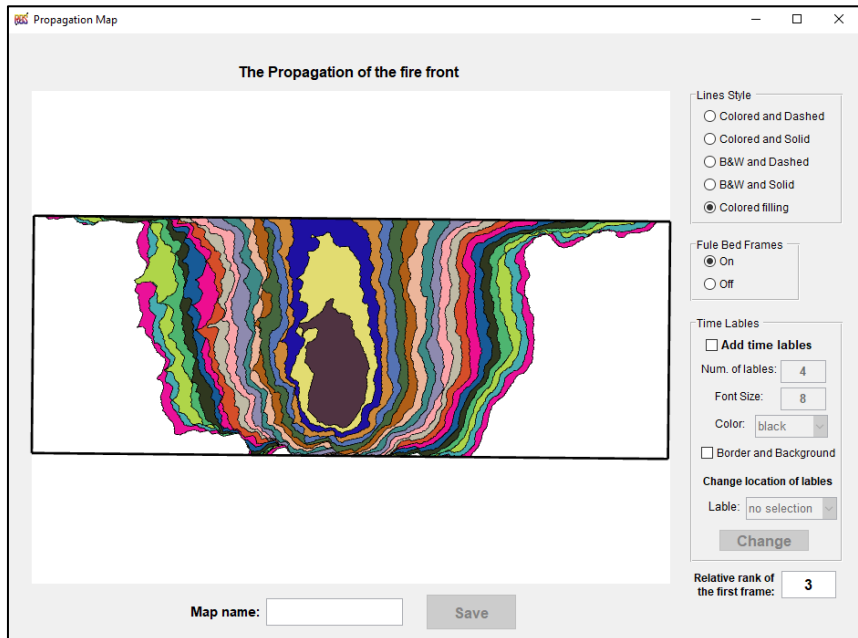 Propagation Map
The Propagation of the fire front
Lines Style
Colored and Dashed
Colored and Solid
B&W and Dashed
B&W and Solid
Colored filling
Fule Bed Frames
On
Off
Time Lables
Add time lables
Num. of lables: 4
Font Size: 8
Color: black
Border and Background
Change location of lables
Lable: no selection
Change
Relative rank of
the first frame: 3
Map name:
Save